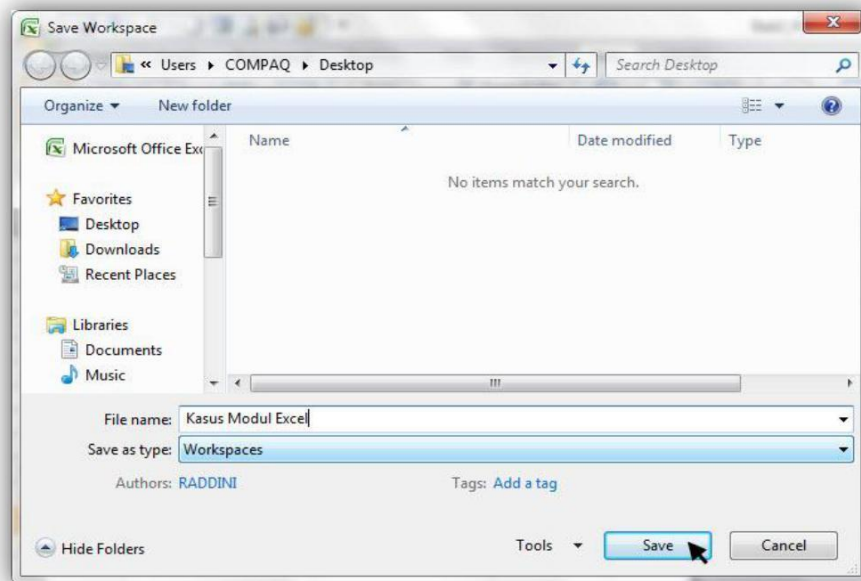 Save Workspace
« Users ▸ COMPAQ ▸ Desktop
Search Desktop
Organize
New folder
Microsoft Office Exc
Name
Date modified
Type
No items match your search.
Favorites
Desktop
Downloads
Recent Places
Libraries
Documents
Music
File name: Kasus Modul Excel
Save as type: Workspaces
Authors: RADDINI
Tags: Add a tag
Hide Folders
Tools
Save
Cancel